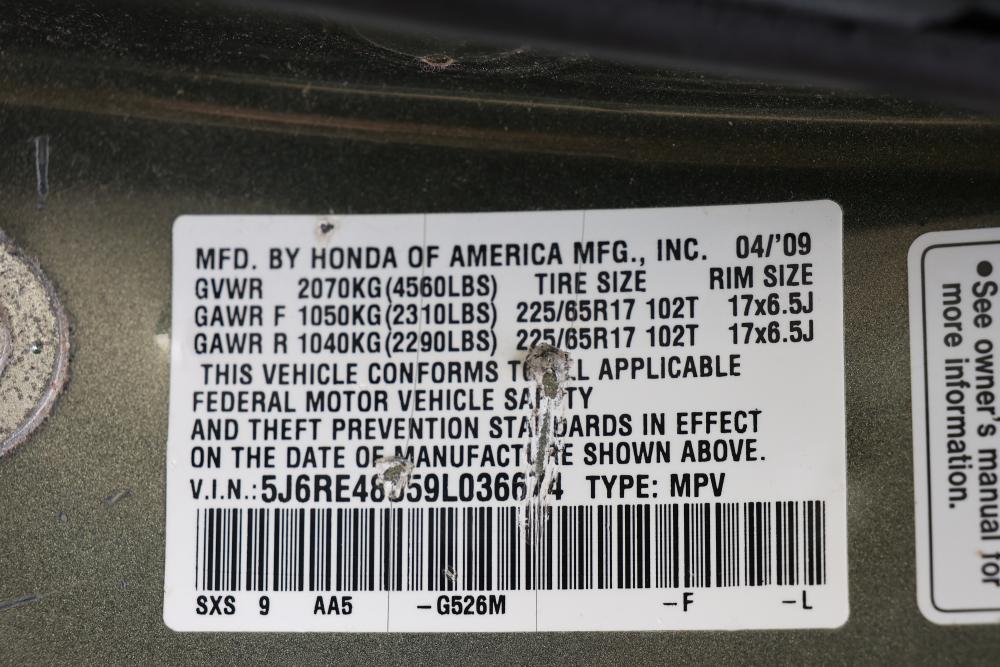 MFD. BY HONDA OF AMERICA MFG., INC. 04/'09
GVWR 2070KG(4560LBS) TIRE SIZE RIM SIZE
GAWR F 1050KG(2310LBS) 225/65R17 102T 17x6.5J
GAWR R 1040KG(2290LBS) 225/65R17 102T 17x6.5J
THIS VEHICLE CONFORMS TO ALL APPLICABLE
FEDERAL MOTOR VEHICLE SAFETY
AND THEFT PREVENTION STANDARDS IN EFFECT
ON THE DATE OF MANUFACTURE SHOWN ABOVE.
V.I.N.: TYPE: MPV
SXS 9 AA5 -G526M -F -L
•See owner's manual for
more information.